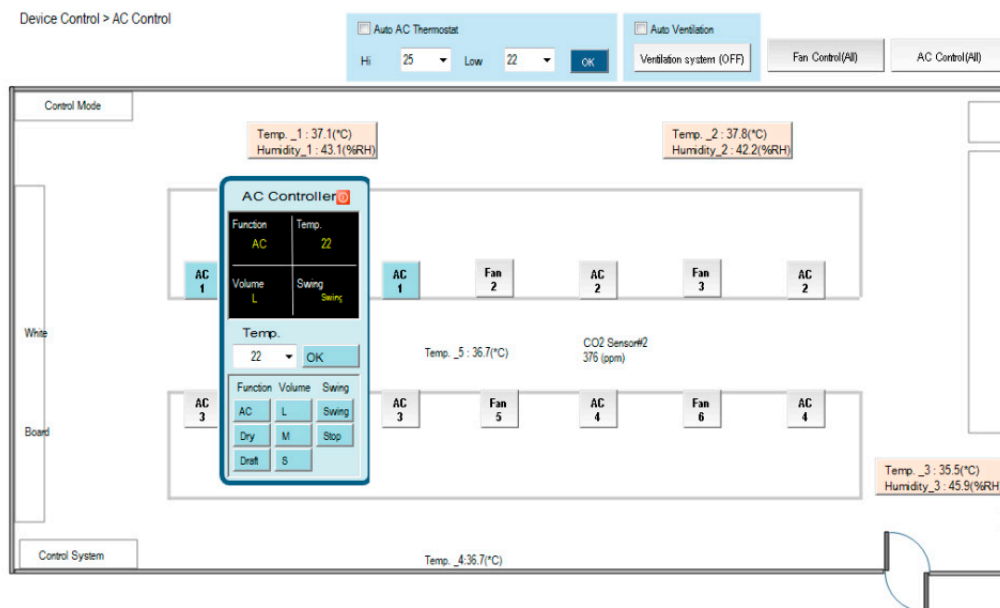 Device Control > AC Control
Auto AC Thermostat
Hi 25 Low 22 OK
Auto Ventilation
Ventilation system (OFF)
Fan Control(All)
AC Control(All)
Control Mode
Temp. _1 : 37.1(°C)
Humidity_1 : 43.1(%RH)
Temp. _2 : 37.8(°C)
Humidity_2 : 42.2(%RH)
AC Controller
Function
AC
Temp.
22
Volume
L
Swing
Swing
Temp.
22 OK
Function Volume Swing
AC L Swing
Dry M Stop
Draft S
AC
1
AC
1
Fan
2
AC
2
Fan
3
AC
2
White
Temp. _5 : 36.7(°C)
CO2 Sensor#2
376 (ppm)
AC
3
AC
3
Fan
5
AC
4
Fan
6
AC
4
Board
Temp. _3 : 35.5(°C)
Humidity_3 : 45.9(%RH
Control System
Temp. _4:36.7(°C)